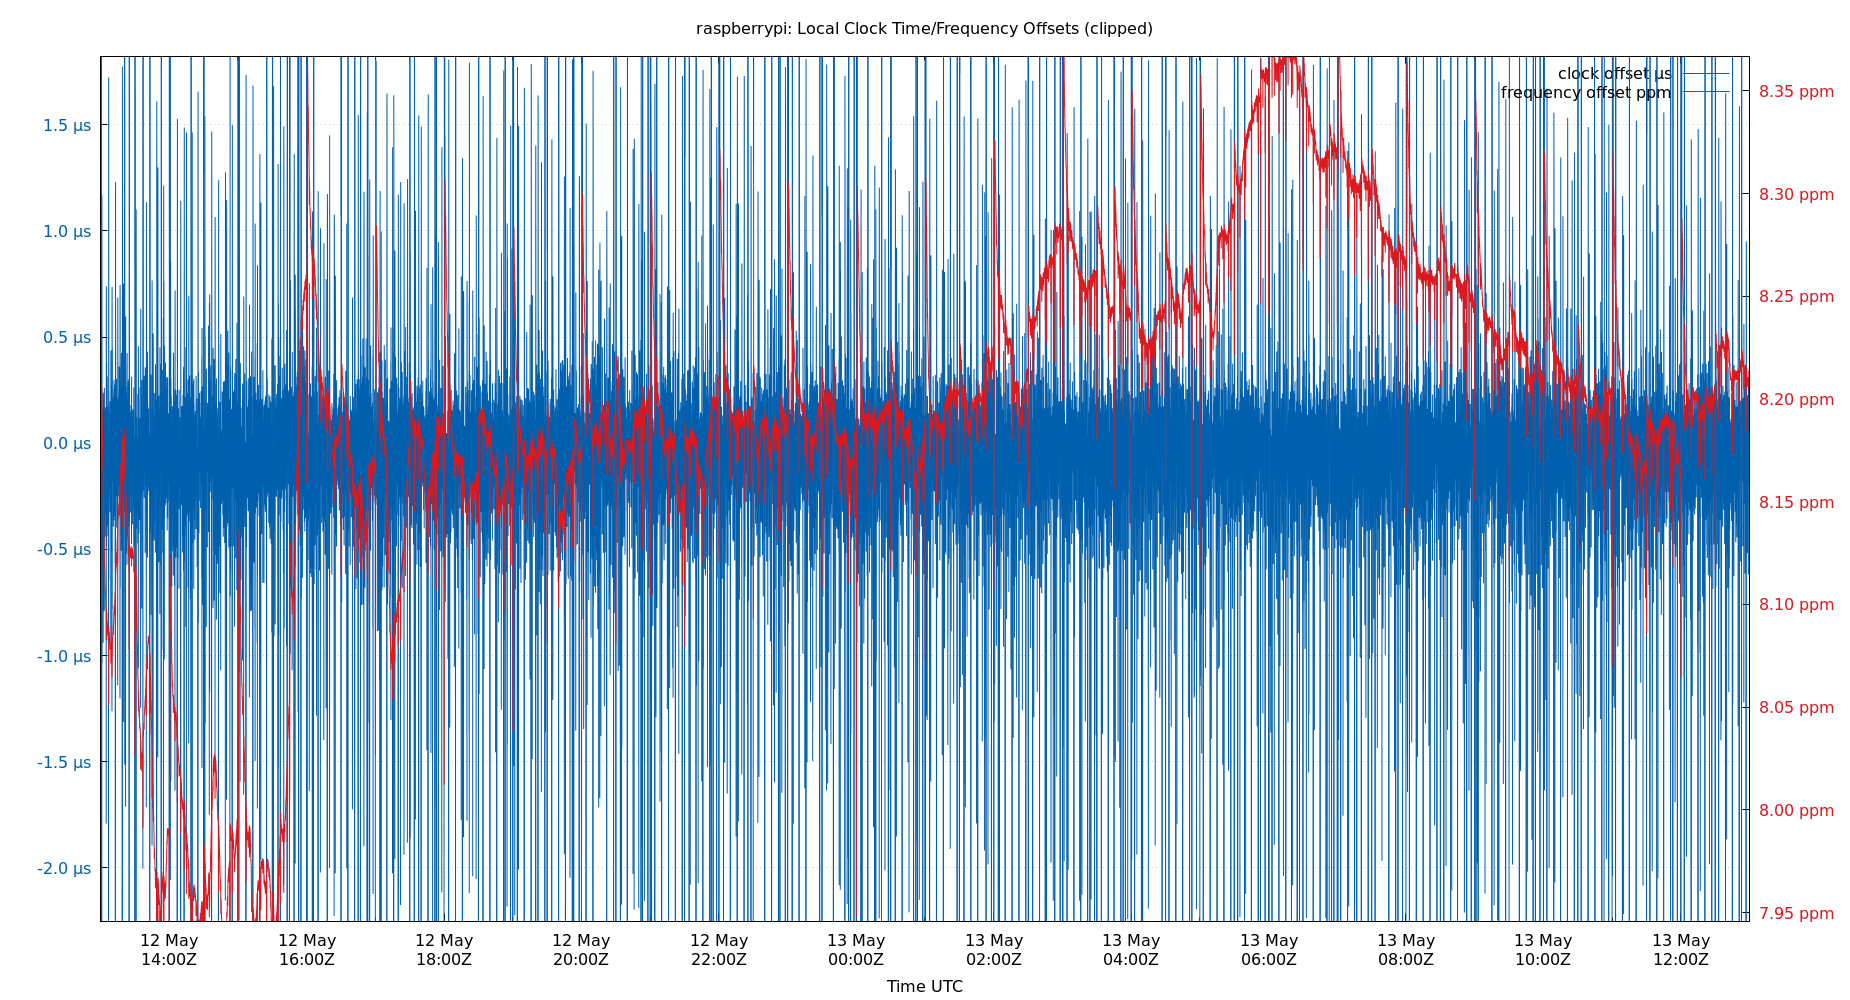 raspberrypi: Local Clock Time/Frequency Offsets (clipped)
clock offset µs
frequency offset ppm
1.5 µs
1.0 µs
0.5 µs
0.0 µs
-0.5 µs
-1.0 µs
-1.5 µs
-2.0 µs
8.35 ppm
8.30 ppm
8.25 ppm
8.20 ppm
8.15 ppm
8.10 ppm
8.05 ppm
8.00 ppm
7.95 ppm
12 May 12 May 12 May 12 May 12 May 13 May 13 May 13 May 13 May 13 May 13 May 13 May
14:00Z 16:00Z 18:00Z 20:00Z 22:00Z 00:00Z 02:00Z 04:00Z 06:00Z 08:00Z 10:00Z 12:00Z
Time UTC